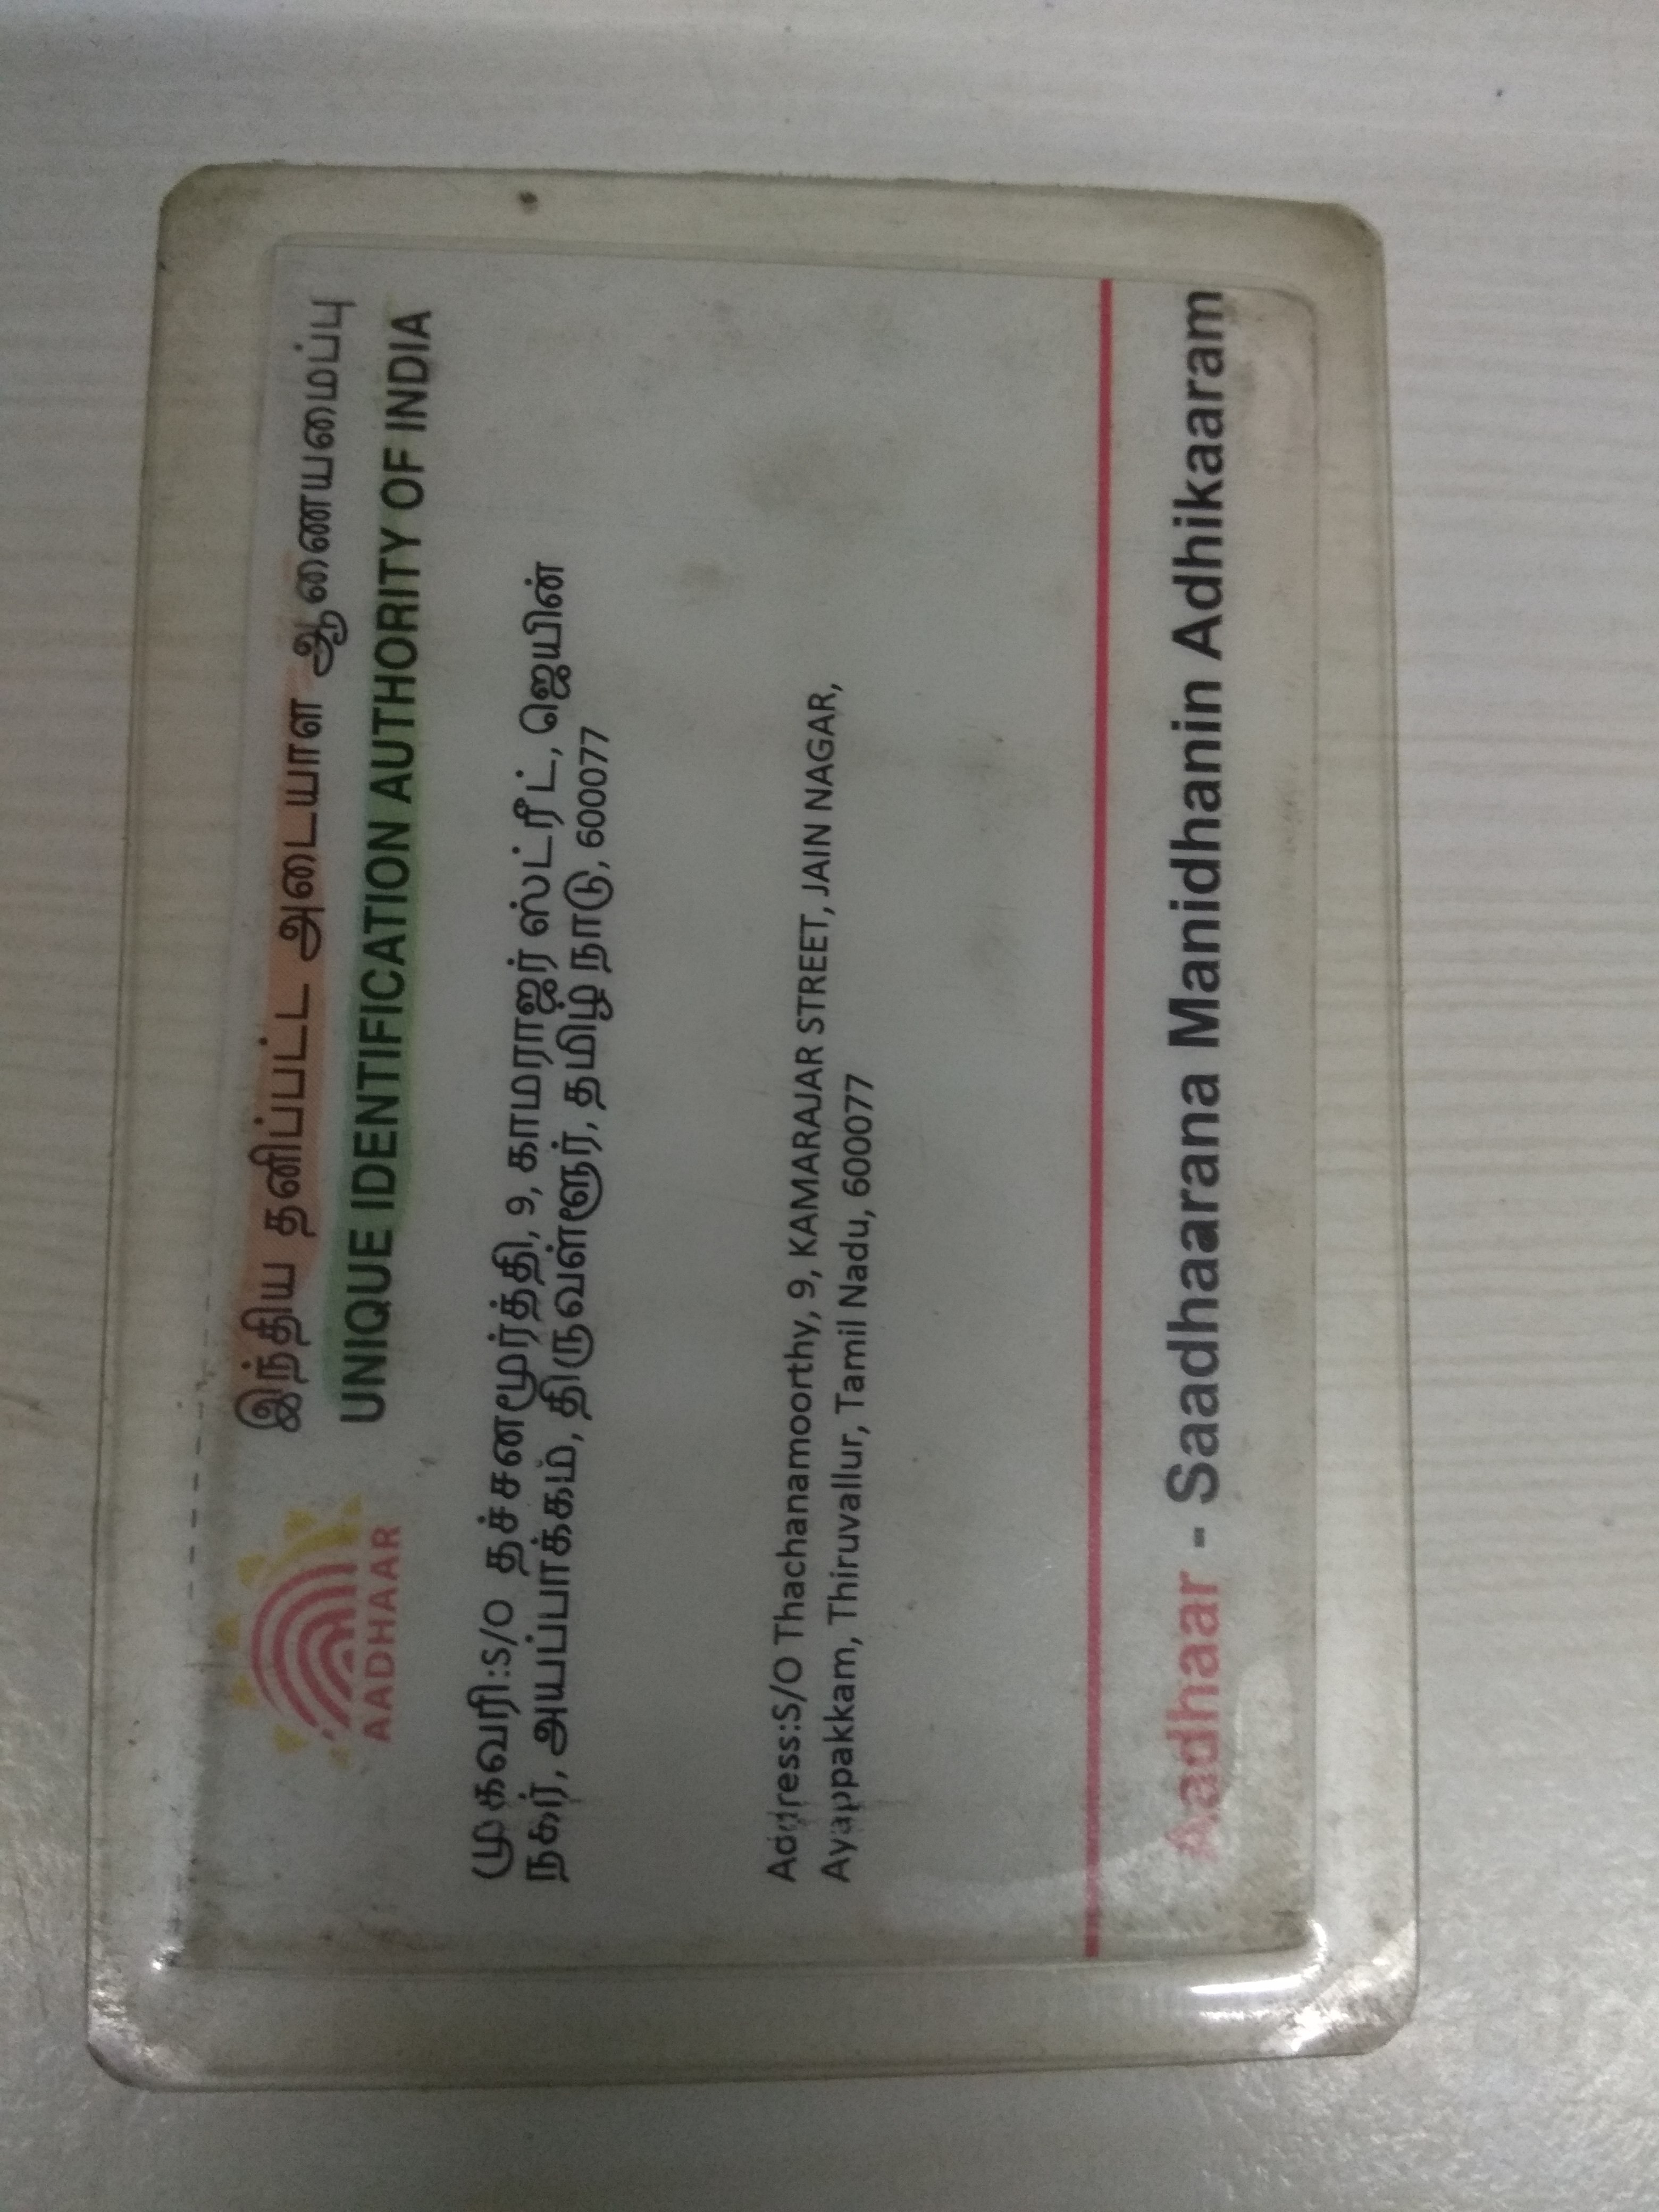 இந்திய தனிப்பட்ட அடையாள ஆணையமைப்பு
UNIQUE IDENTIFICATION AUTHORITY OF INDIA
AADHAAR
முகவரி:S/O தச்சனமூர்த்தி, 9, காமராஜர் ஸ்ட்ரீட், ஜெயின்
நகர், அயப்பாக்கம், திருவள்ளூர், தமிழ் நாடு, 600077
Address:S/O Thachanamoorthy, 9, KAMARAJAR STREET, JAIN NAGAR,
Ayappakkam, Thiruvallur, Tamil Nadu, 600077
Aadhaar - Saadhaarana Manidhanin Adhikaaram